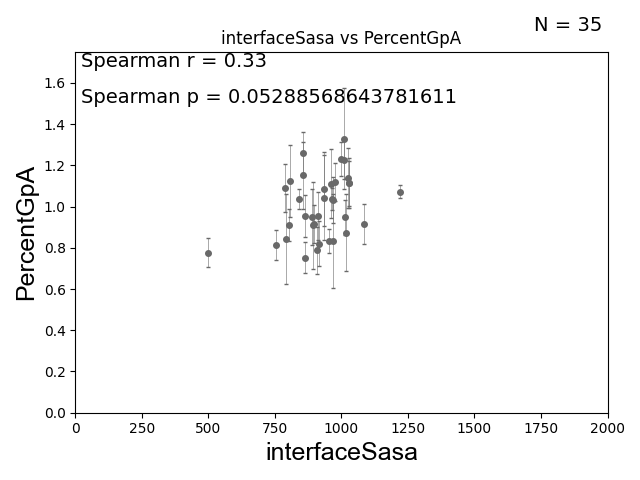 N = 35
interfaceSasa vs PercentGpA
Spearman r = 0.33
Spearman p = 0.05288568643781611
PercentGpA
1.6
1.4
1.2
1.0
0.8
0.6
0.4
0.2
0.0
0 250 500 750 1000 1250 1500 1750 2000
interfaceSasa